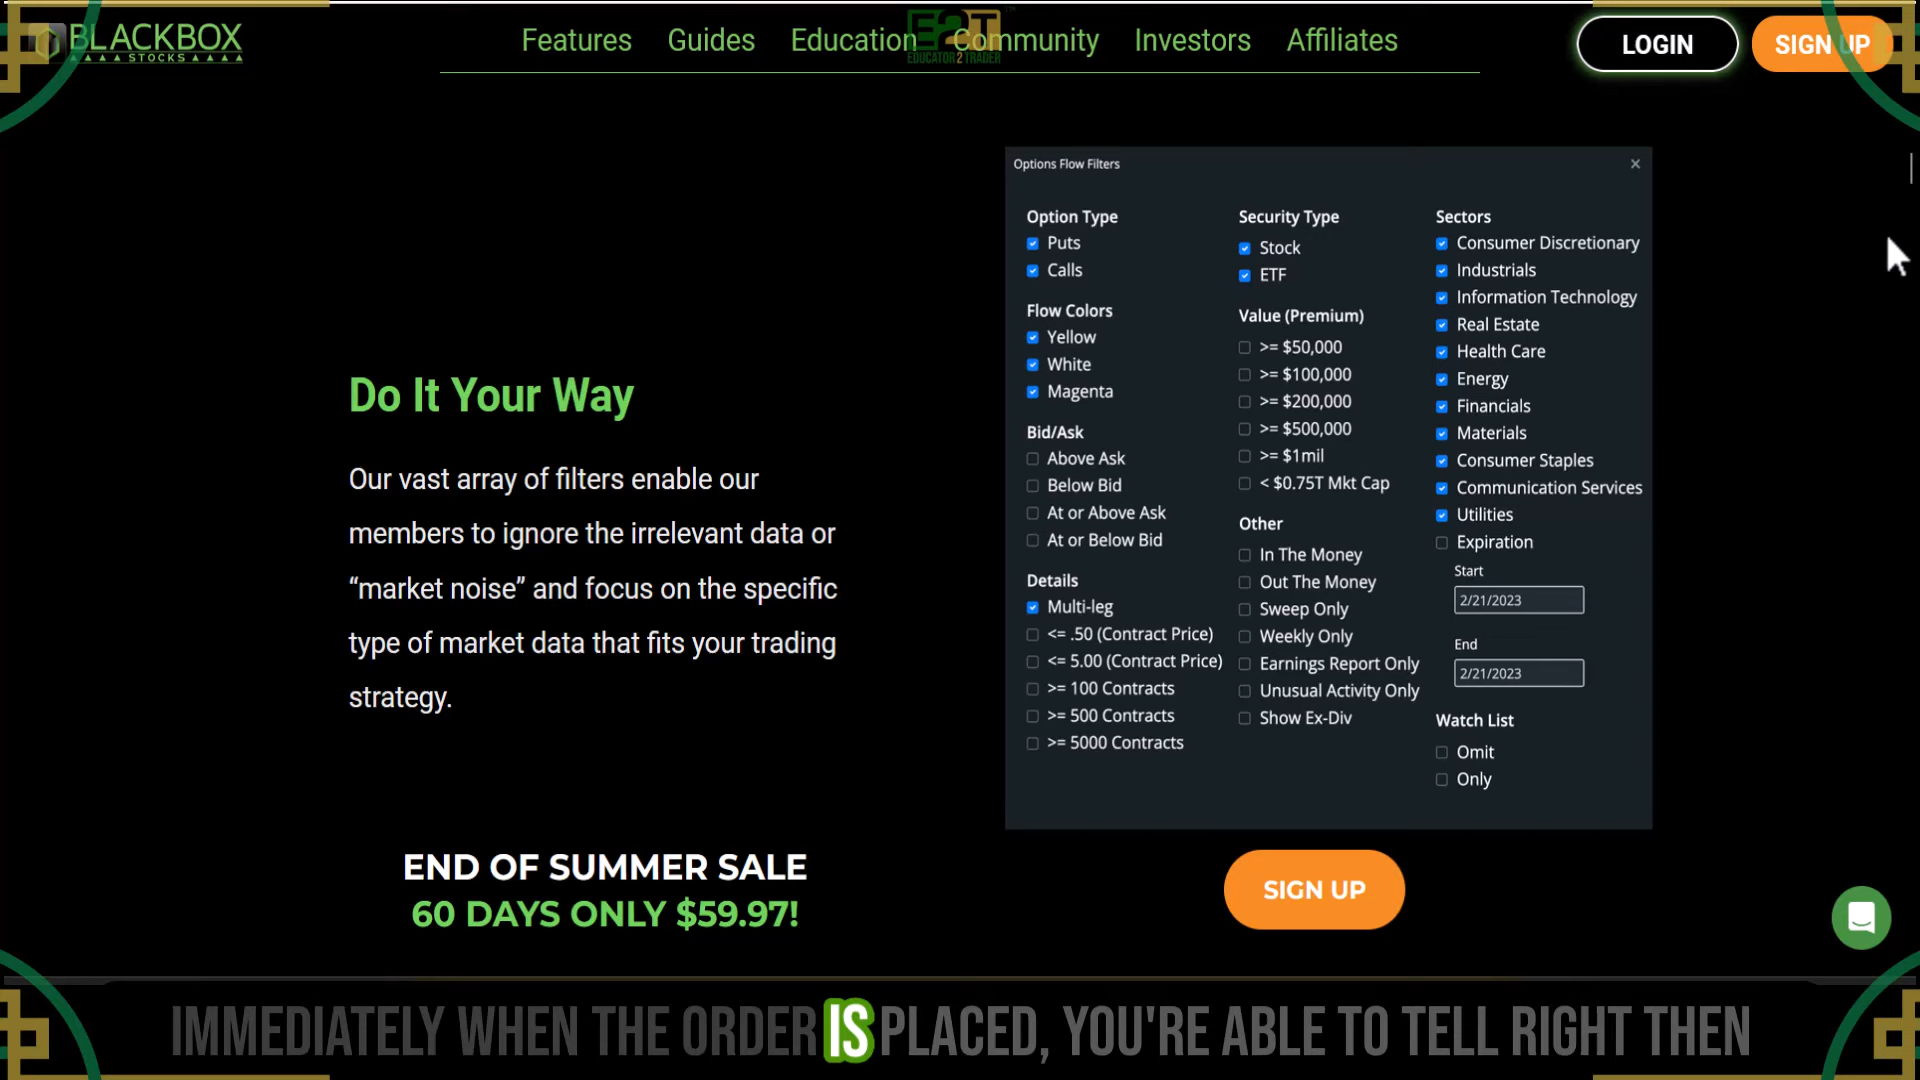 BLACKBOX
STOCKS
Features Guides Education Community Investors Affiliates
E2T
EDUCATOR2TRADER
LOGIN
SIGN UP
Do It Your Way
Our vast array of filters enable our
members to ignore the irrelevant data or
“market noise” and focus on the specific
type of market data that fits your trading
strategy.
END OF SUMMER SALE
60 DAYS ONLY $59.97!
Options Flow Filters
Option Type
Puts
Calls
Flow Colors
Yellow
White
Magenta
Bid/Ask
Above Ask
Below Bid
At or Above Ask
At or Below Bid
Details
Multi-leg
<= .50 (Contract Price)
<= 5.00 (Contract Price)
>= 100 Contracts
>= 500 Contracts
>= 5000 Contracts
Security Type
Stock
ETF
Value (Premium)
>= $50,000
>= $100,000
>= $200,000
>= $500,000
>= $1mil
< $0.75T Mkt Cap
Other
In The Money
Out The Money
Sweep Only
Weekly Only
Earnings Report Only
Unusual Activity Only
Show Ex-Div
Sectors
Consumer Discretionary
Industrials
Information Technology
Real Estate
Health Care
Energy
Financials
Materials
Consumer Staples
Communication Services
Utilities
Expiration
Start
2/21/2023
End
2/21/2023
Watch List
Omit
Only
SIGN UP
IMMEDIATELY WHEN THE ORDER IS PLACED, YOU'RE ABLE TO TELL RIGHT THEN